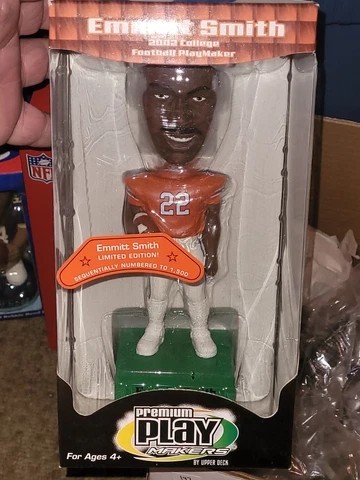 Emmitt Smith
2002 College
Football PlayMaker
NFL
22
Emmitt Smith
LIMITED EDITION!
SEQUENTIALLY NUMBERED TO 1,500
PREMIUM
PLAY
MAKERS
BY UPPER DECK
For Ages 4+